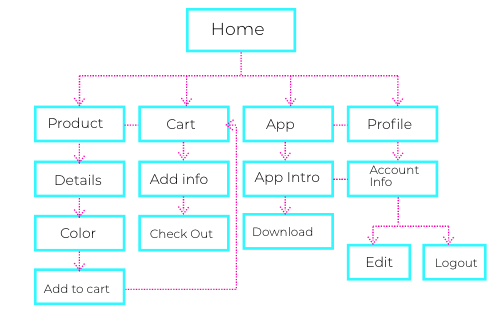 Home
Product
Cart
App
Profile
Details
Add info
App Intro
Account
Info
Color
Check Out
Download
Edit
Logout
Add to cart